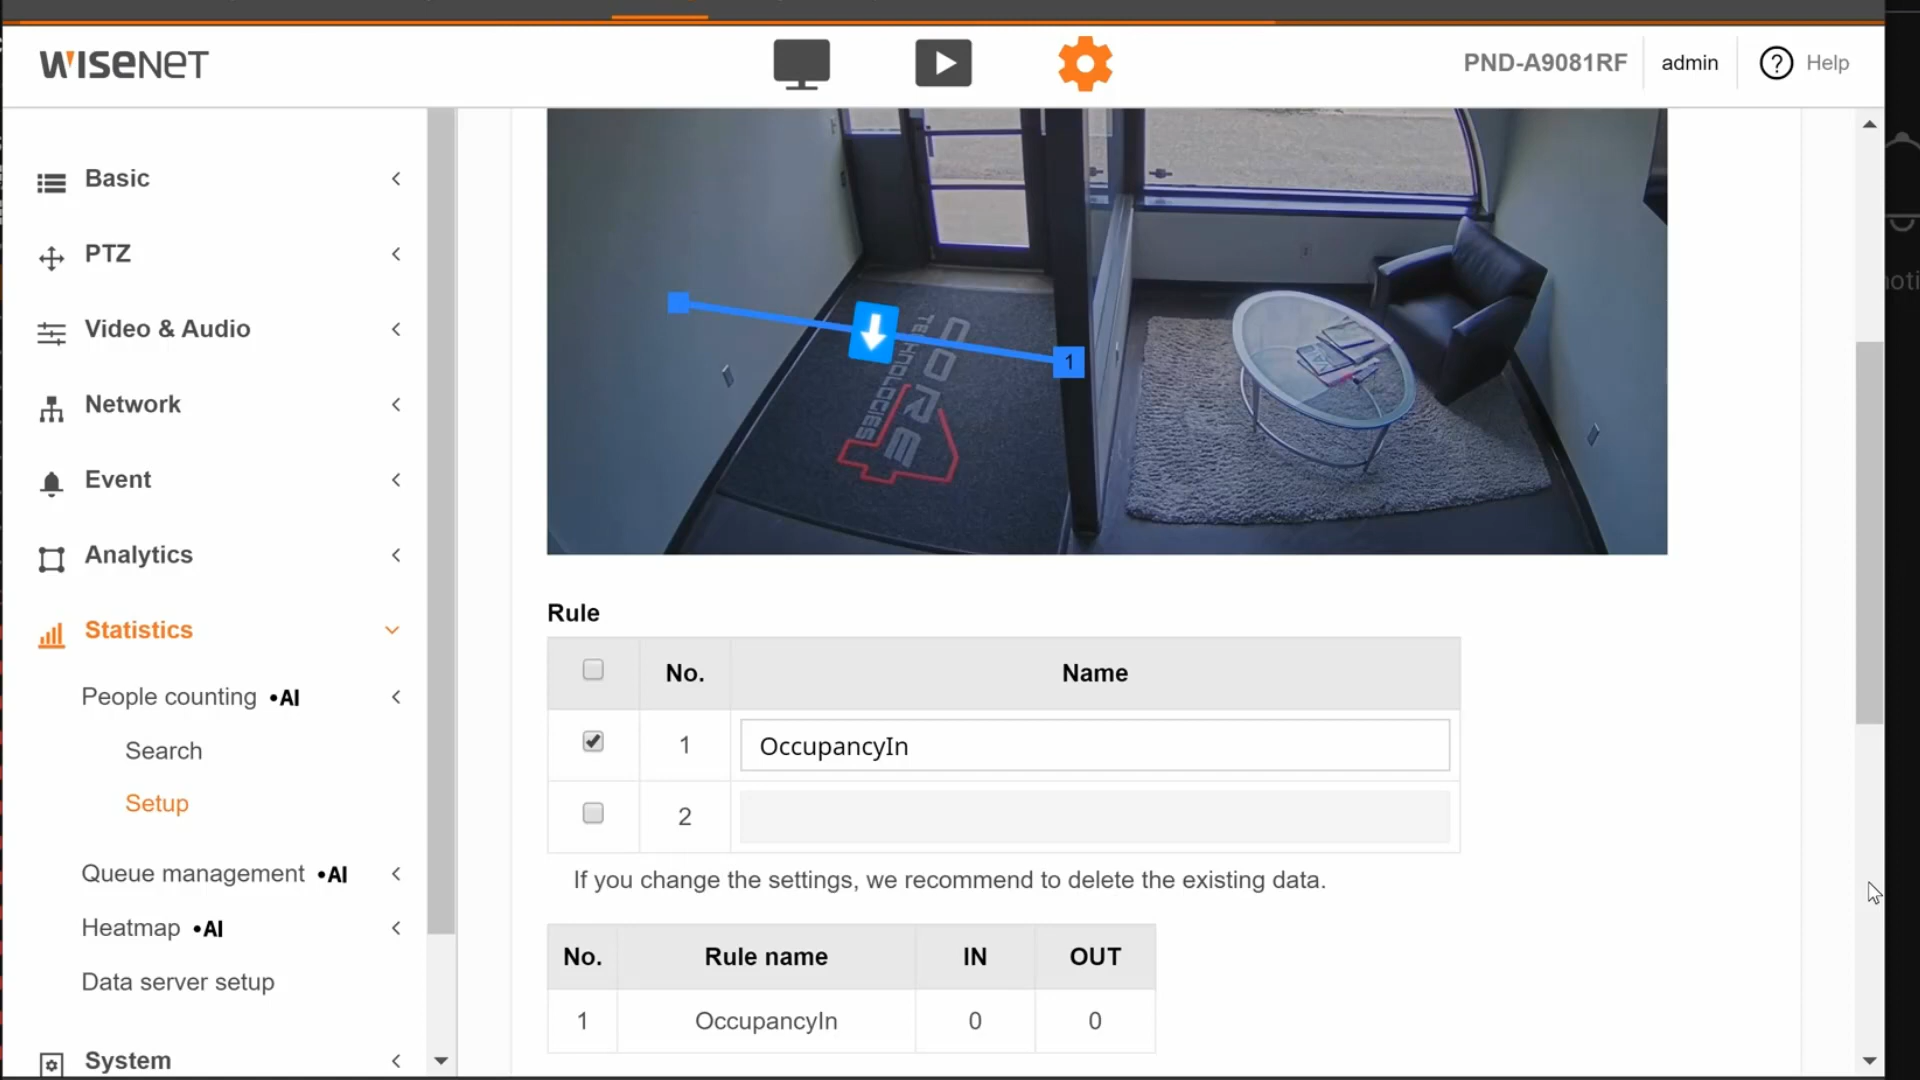 WISENET
PND-A9081RF
admin
? Help
Basic
PTZ
Video & Audio
Network
Event
Analytics
Statistics
People counting •AI
Search
Setup
Queue management •AI
Heatmap •AI
Data server setup
System
CORE
TECHNOLOGIES
1
Rule
No. Name
1 OccupancyIn
2
If you change the settings, we recommend to delete the existing data.
No. Rule name IN OUT
1 OccupancyIn 0 0